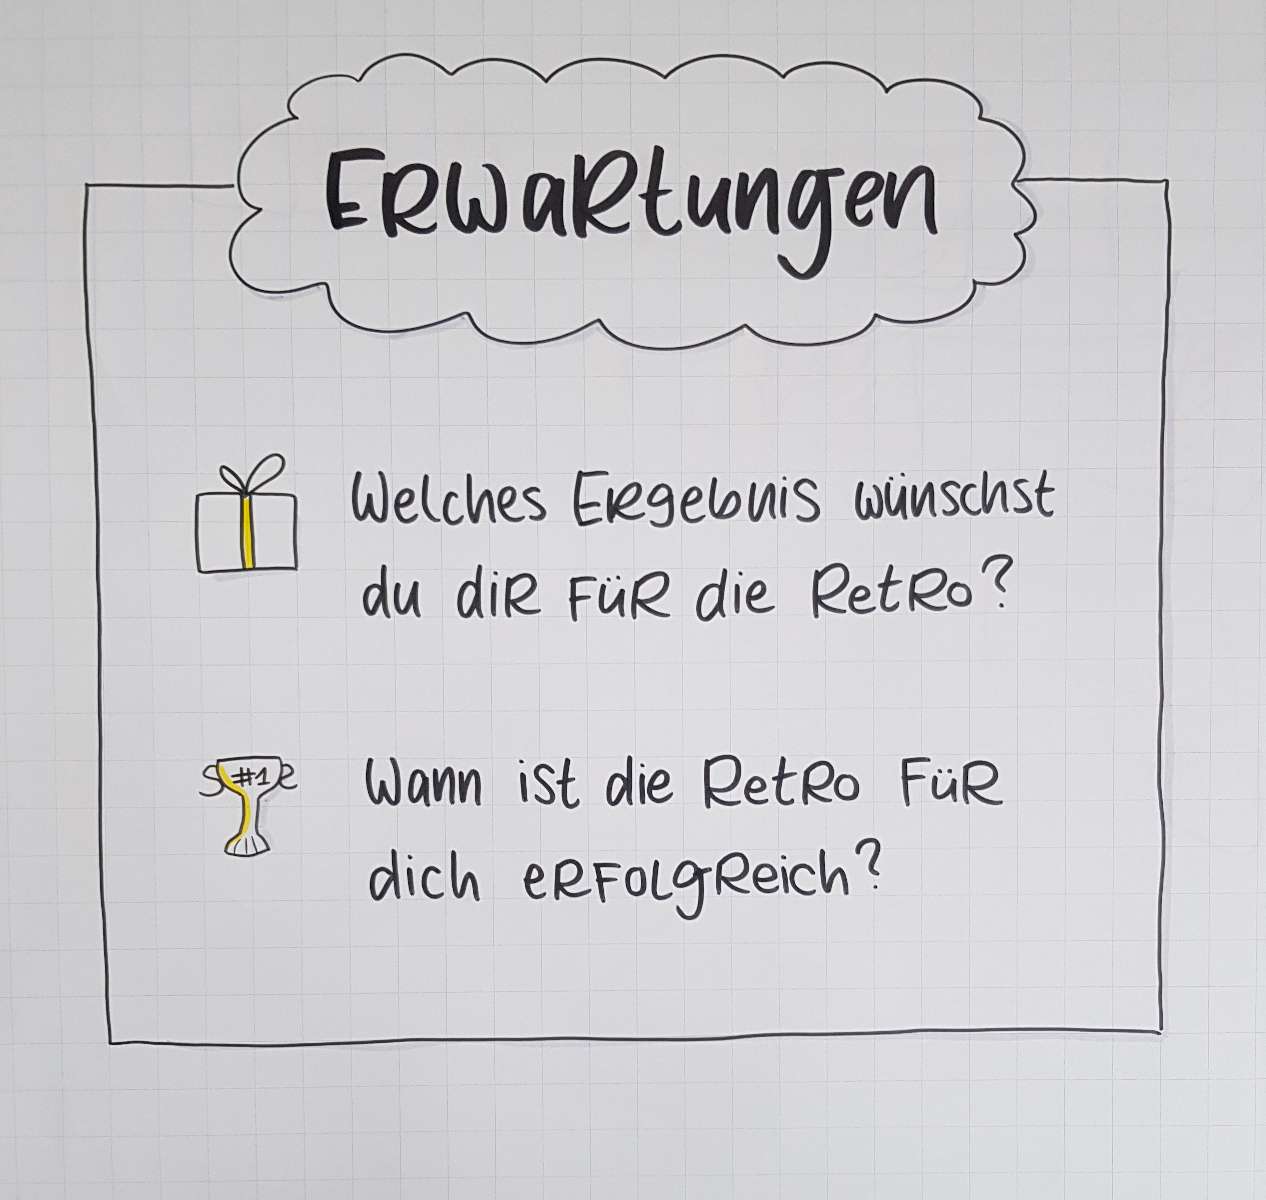 Erwartungen
Welches Ergebnis wünschst
du dir für die Retro?
#1
Wann ist die Retro für
dich erfolgreich?